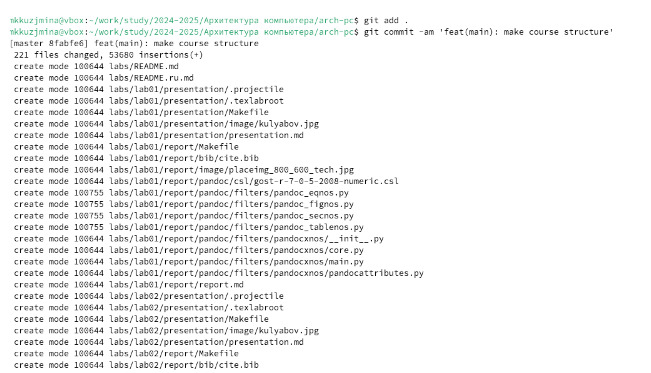 mkkuzjmina@vbox:~/work/study/2024-2025/Архитектура компьютера/arch-pc$ git add .
mkkuzjmina@vbox:~/work/study/2024-2025/Архитектура компьютера/arch-pc$ git commit -am 'feat(main): make course structure'
[master 8fabfe6] feat(main): make course structure
 221 files changed, 53680 insertions(+)
 create mode 100644 labs/README.md
 create mode 100644 labs/README.ru.md
 create mode 100644 labs/lab01/presentation/.projectile
 create mode 100644 labs/lab01/presentation/.texlabroot
 create mode 100644 labs/lab01/presentation/Makefile
 create mode 100644 labs/lab01/presentation/image/kulyabov.jpg
 create mode 100644 labs/lab01/presentation/presentation.md
 create mode 100644 labs/lab01/report/Makefile
 create mode 100644 labs/lab01/report/bib/cite.bib
 create mode 100644 labs/lab01/report/image/placeimg_800_600_tech.jpg
 create mode 100644 labs/lab01/report/pandoc/csl/gost-r-7-0-5-2008-numeric.csl
 create mode 100755 labs/lab01/report/pandoc/filters/pandoc_eqnos.py
 create mode 100755 labs/lab01/report/pandoc/filters/pandoc_fignos.py
 create mode 100755 labs/lab01/report/pandoc/filters/pandoc_secnos.py
 create mode 100755 labs/lab01/report/pandoc/filters/pandoc_tablenos.py
 create mode 100644 labs/lab01/report/pandoc/filters/pandocxnos/__init__.py
 create mode 100644 labs/lab01/report/pandoc/filters/pandocxnos/core.py
 create mode 100644 labs/lab01/report/pandoc/filters/pandocxnos/main.py
 create mode 100644 labs/lab01/report/pandoc/filters/pandocxnos/pandocattributes.py
 create mode 100644 labs/lab01/report/report.md
 create mode 100644 labs/lab02/presentation/.projectile
 create mode 100644 labs/lab02/presentation/.texlabroot
 create mode 100644 labs/lab02/presentation/Makefile
 create mode 100644 labs/lab02/presentation/image/kulyabov.jpg
 create mode 100644 labs/lab02/presentation/presentation.md
 create mode 100644 labs/lab02/report/Makefile
 create mode 100644 labs/lab02/report/bib/cite.bib